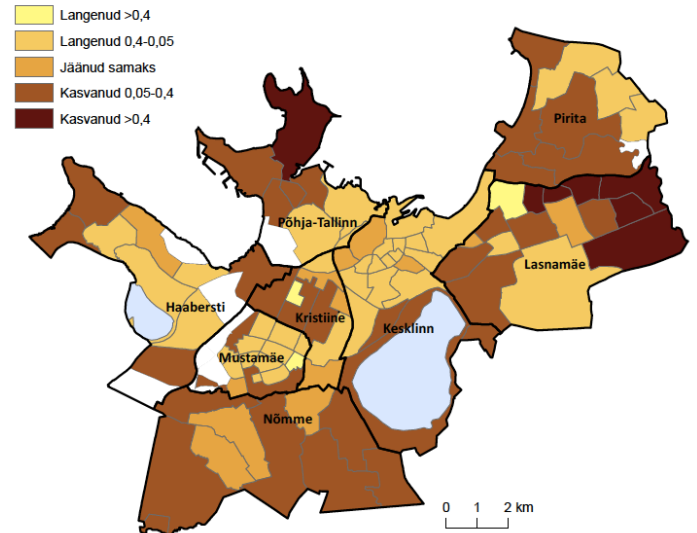 Langenud >0,4
Langenud 0,4-0,05
Jäänud samaks
Kasvanud 0,05-0,4
Kasvanud >0,4
Pirita
Põhja-Tallinn
Lasnamäe
Haabersti
Kristiine
Kesklinn
Mustamäe
Nõmme
0 1 2 km